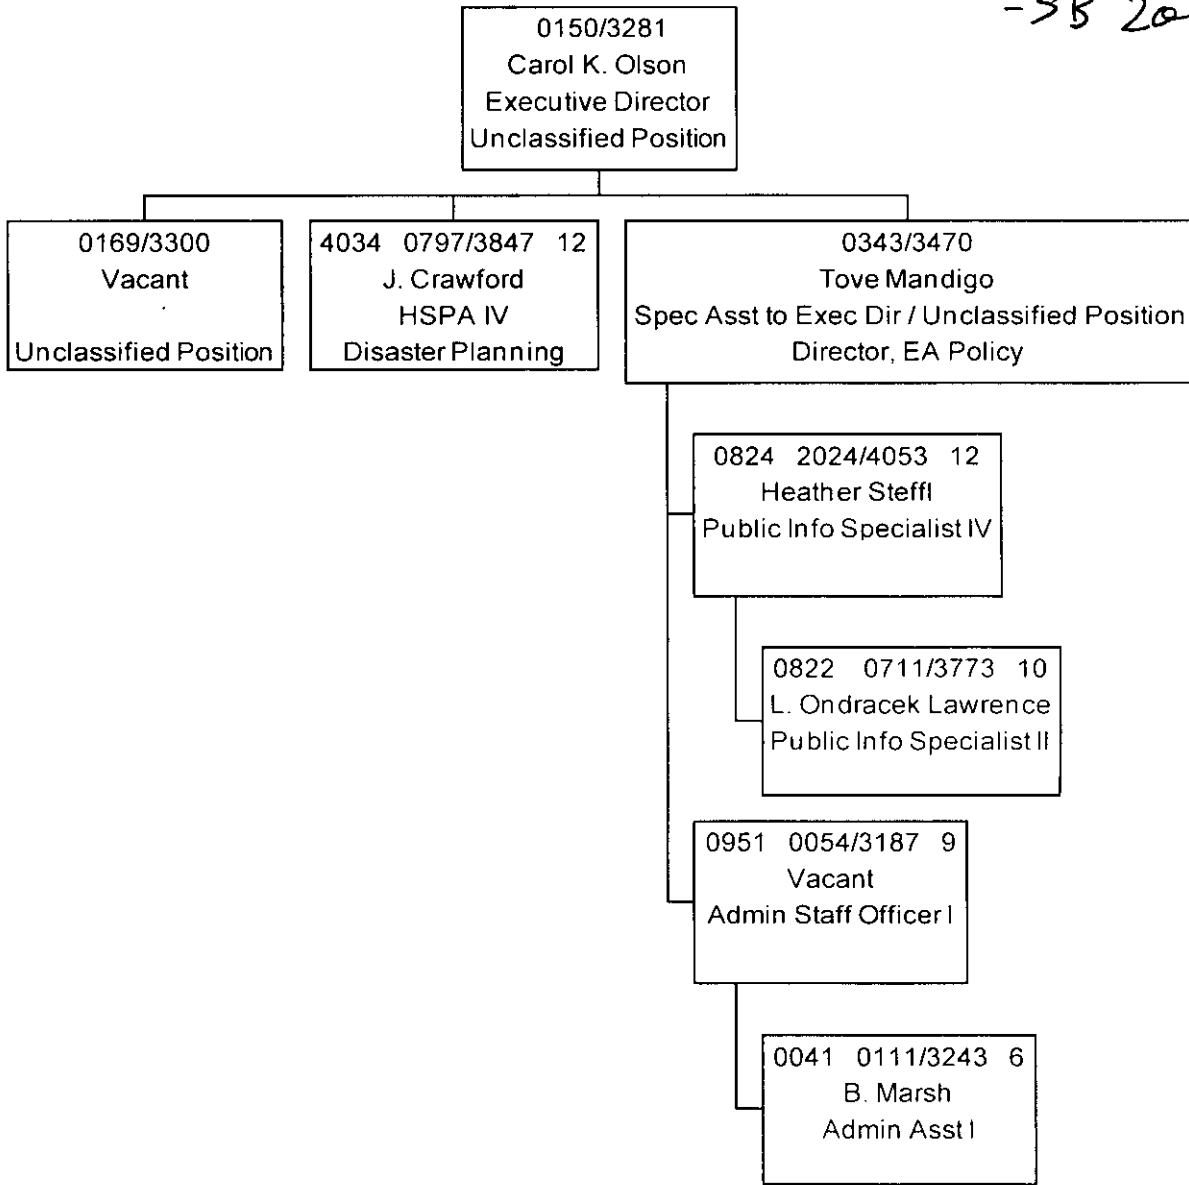 - SB 20
0150/3281
Carol K. Olson
Executive Director
Unclassified Position
0169/3300
Vacant
Unclassified Position
4034 0797/3847 12
J. Crawford
HSPA IV
Disaster Planning
0343/3470
Tove Mandigo
Spec Asst to Exec Dir / Unclassified Position
Director, EA Policy
0824 2024/4053 12
Heather Steffl
Public Info Specialist IV
0822 0711/3773 10
L. Ondracek Lawrence
Public Info Specialist II
0951 0054/3187 9
Vacant
Admin Staff Officer I
0041 0111/3243 6
B. Marsh
Admin Asst I